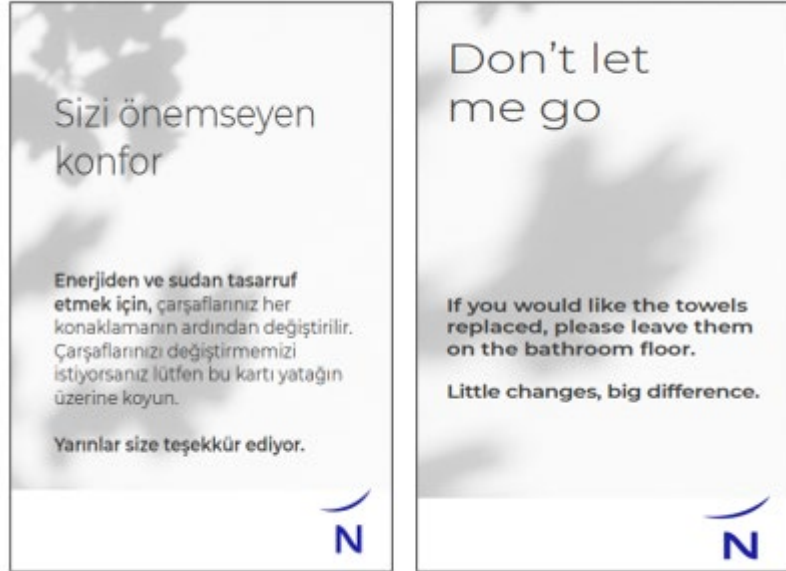 Sizi önemseyen
konfor
Enerjiden ve sudan tasarruf
etmek için, çarşaflarınız her
konaklamanın ardından değiştirilir.
Çarşaflarınızı değiştirmemizi
istiyorsanız lütfen bu kartı yatağın
üzerine koyun.
Yarınlar size teşekkür ediyor.
N
Don't let
me go
If you would like the towels
replaced, please leave them
on the bathroom floor.
Little changes, big difference.
N